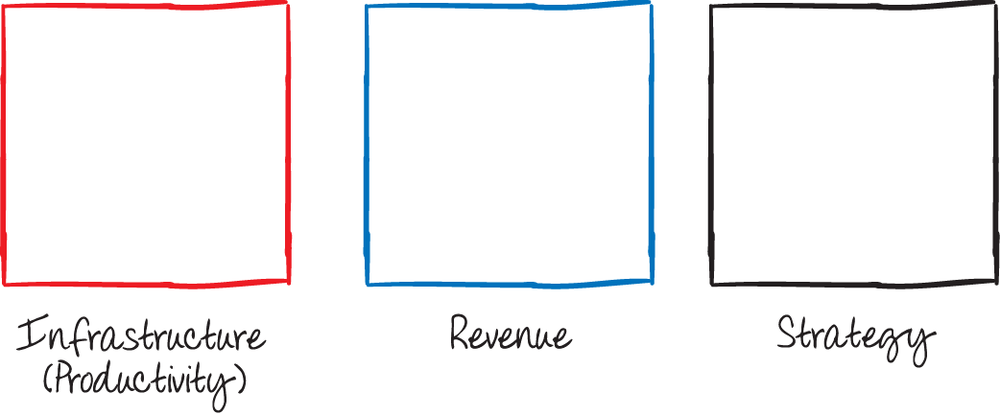 Infrastructure
(Productivity)
Revenue
Strategy